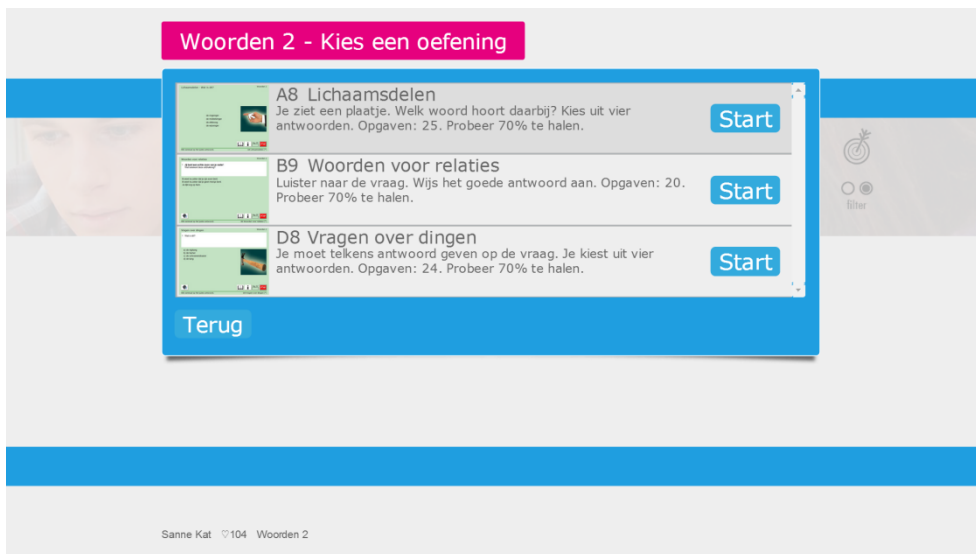 Woorden 2 - Kies een oefening
A8 Lichaamsdelen
Je ziet een plaatje. Welk woord hoort daarbij? Kies uit vier
antwoorden. Opgaven: 25. Probeer 70% te halen.
Start
B9 Woorden voor relaties
Luister naar de vraag. Wijs het goede antwoord aan. Opgaven: 20.
Probeer 70% te halen.
Start
D8 Vragen over dingen
Je moet telkens antwoord geven op de vraag. Je kiest uit vier
antwoorden. Opgaven: 24. Probeer 70% te halen.
Start
filter
Terug
Sanne Kat ♡104 Woorden 2